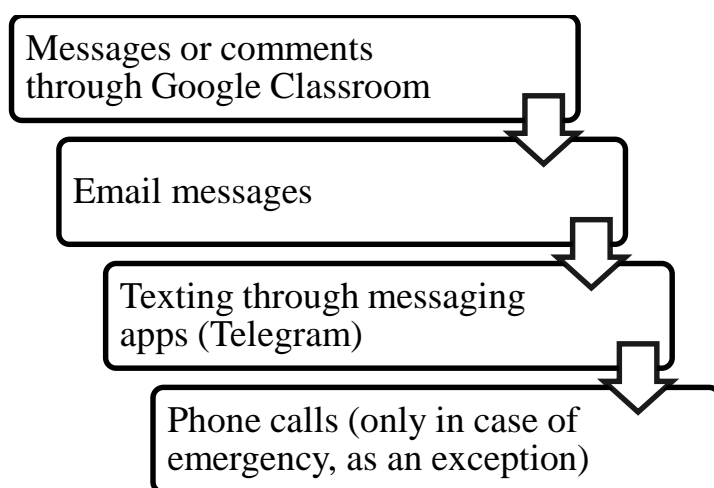 Messages or comments
through Google Classroom
Email messages
Texting through messaging
apps (Telegram)
Phone calls (only in case of
emergency, as an exception)